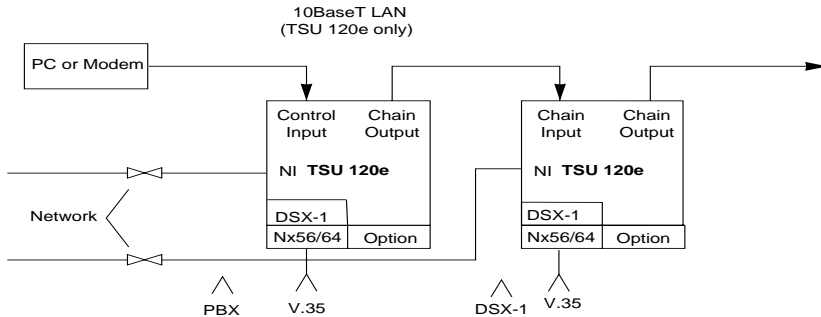 10BaseT LAN
(TSU 120e only)
PC or Modem
Control Input
Chain Output
Chain Input
Chain Output
NI TSU 120e
NI TSU 120e
Network
DSX-1
Nx56/64
Option
DSX-1
Nx56/64
Option
PBX
V.35
DSX-1
V.35